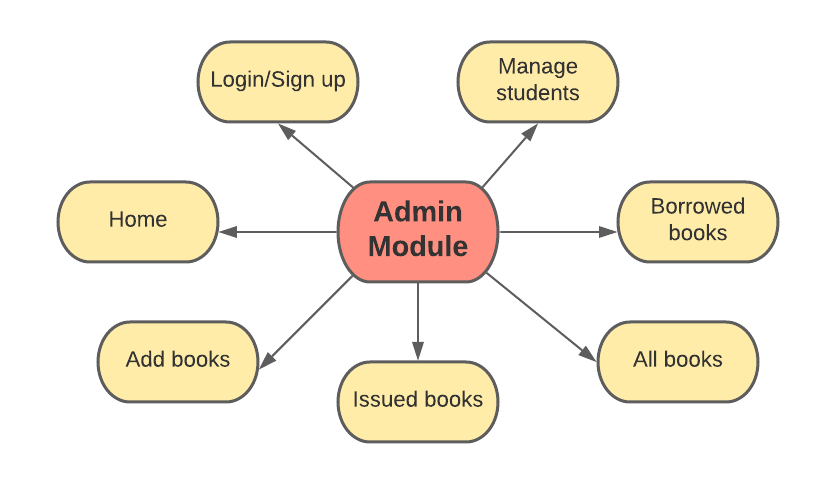 Login/Sign up
Manage
students
Home
Admin
Module
Borrowed
books
Add books
Issued books
All books